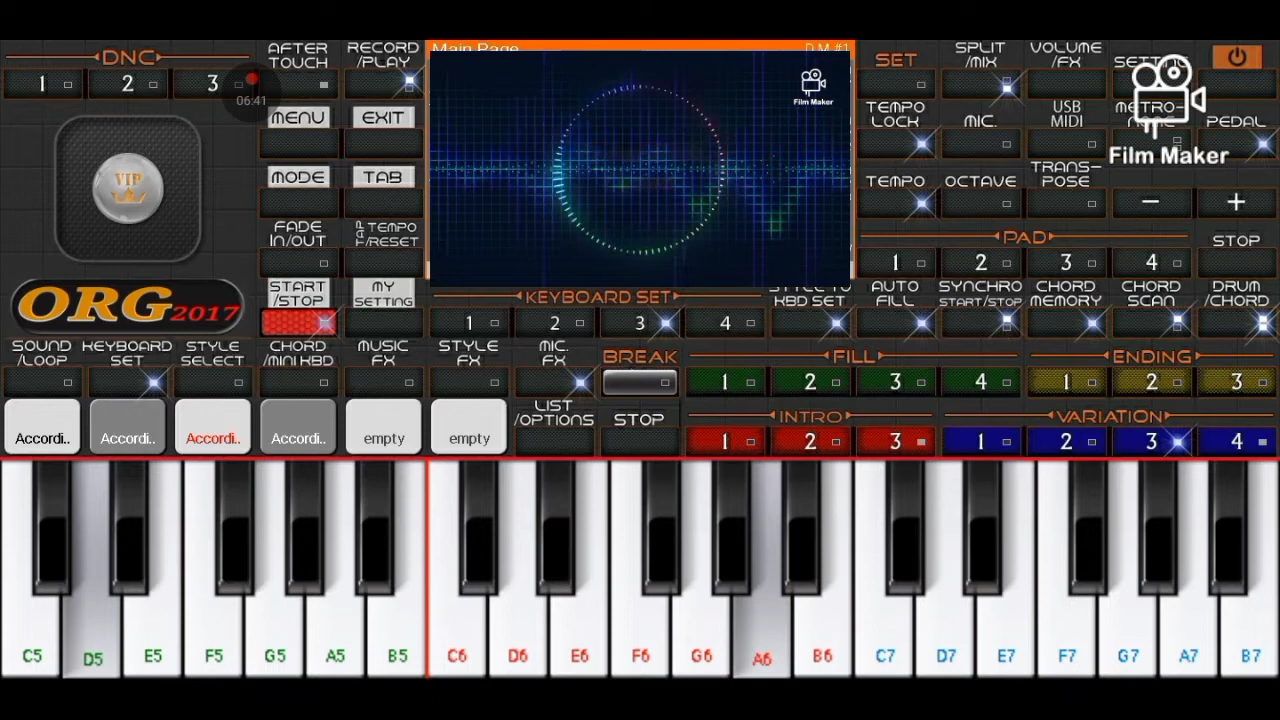 DNC
AFTER
TOUCH
RECORD
/PLAY
Main Page
SET
SPLIT
/MIX
VOLUME
/FX
1
2
3
06:41
Film Maker
TEMPO
LOCK
MIC.
USB
MIDI
PEDAL
MENU
EXIT
Film Maker
VIP
MODE
TAB
TEMPO
OCTAVE
TRANS-
POSE
−
+
FADE
IN/OUT
TEMPO
/RESET
PAD
STOP
1
2
3
4
ORG 2017
START
/STOP
MY
SETTING
KEYBOARD SET
KBD SET
AUTO
FILL
SYNCHRO
START/STOP
CHORD
MEMORY
CHORD
SCAN
DRUM
/CHORD
1
2
3
4
SOUND
/LOOP
KEYBOARD
SET
STYLE
SELECT
CHORD
/MINI KBD
MUSIC
FX
STYLE
FX
MIC.
FX
BREAK
FILL
ENDING
1
2
3
4
1
2
3
Accordi..
Accordi..
Accordi..
Accordi..
empty
empty
LIST
/OPTIONS
STOP
INTRO
VARIATION
1
2
3
1
2
3
4
C5
D5
E5
F5
G5
A5
B5
C6
D6
E6
F6
G6
A6
B6
C7
D7
E7
F7
G7
A7
B7